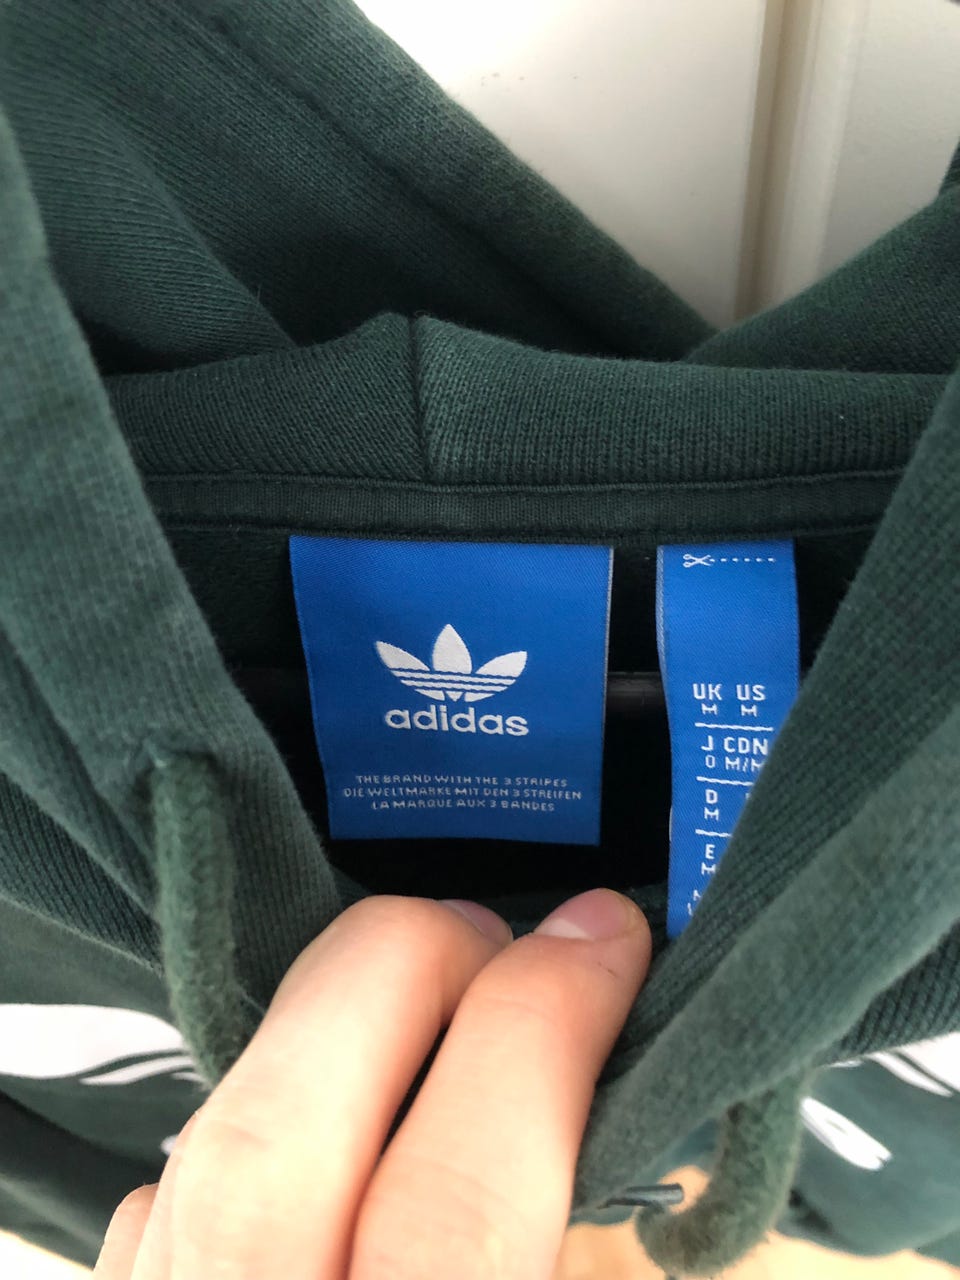 adidas
THE BRAND WITH THE 3 STRIPES
DIE WELTMARKE MIT DEN 3 STREIFEN
LA MARQUE AUX 3 BANDES
UK US
M M
J CDN
O M/M
D
M
E
M